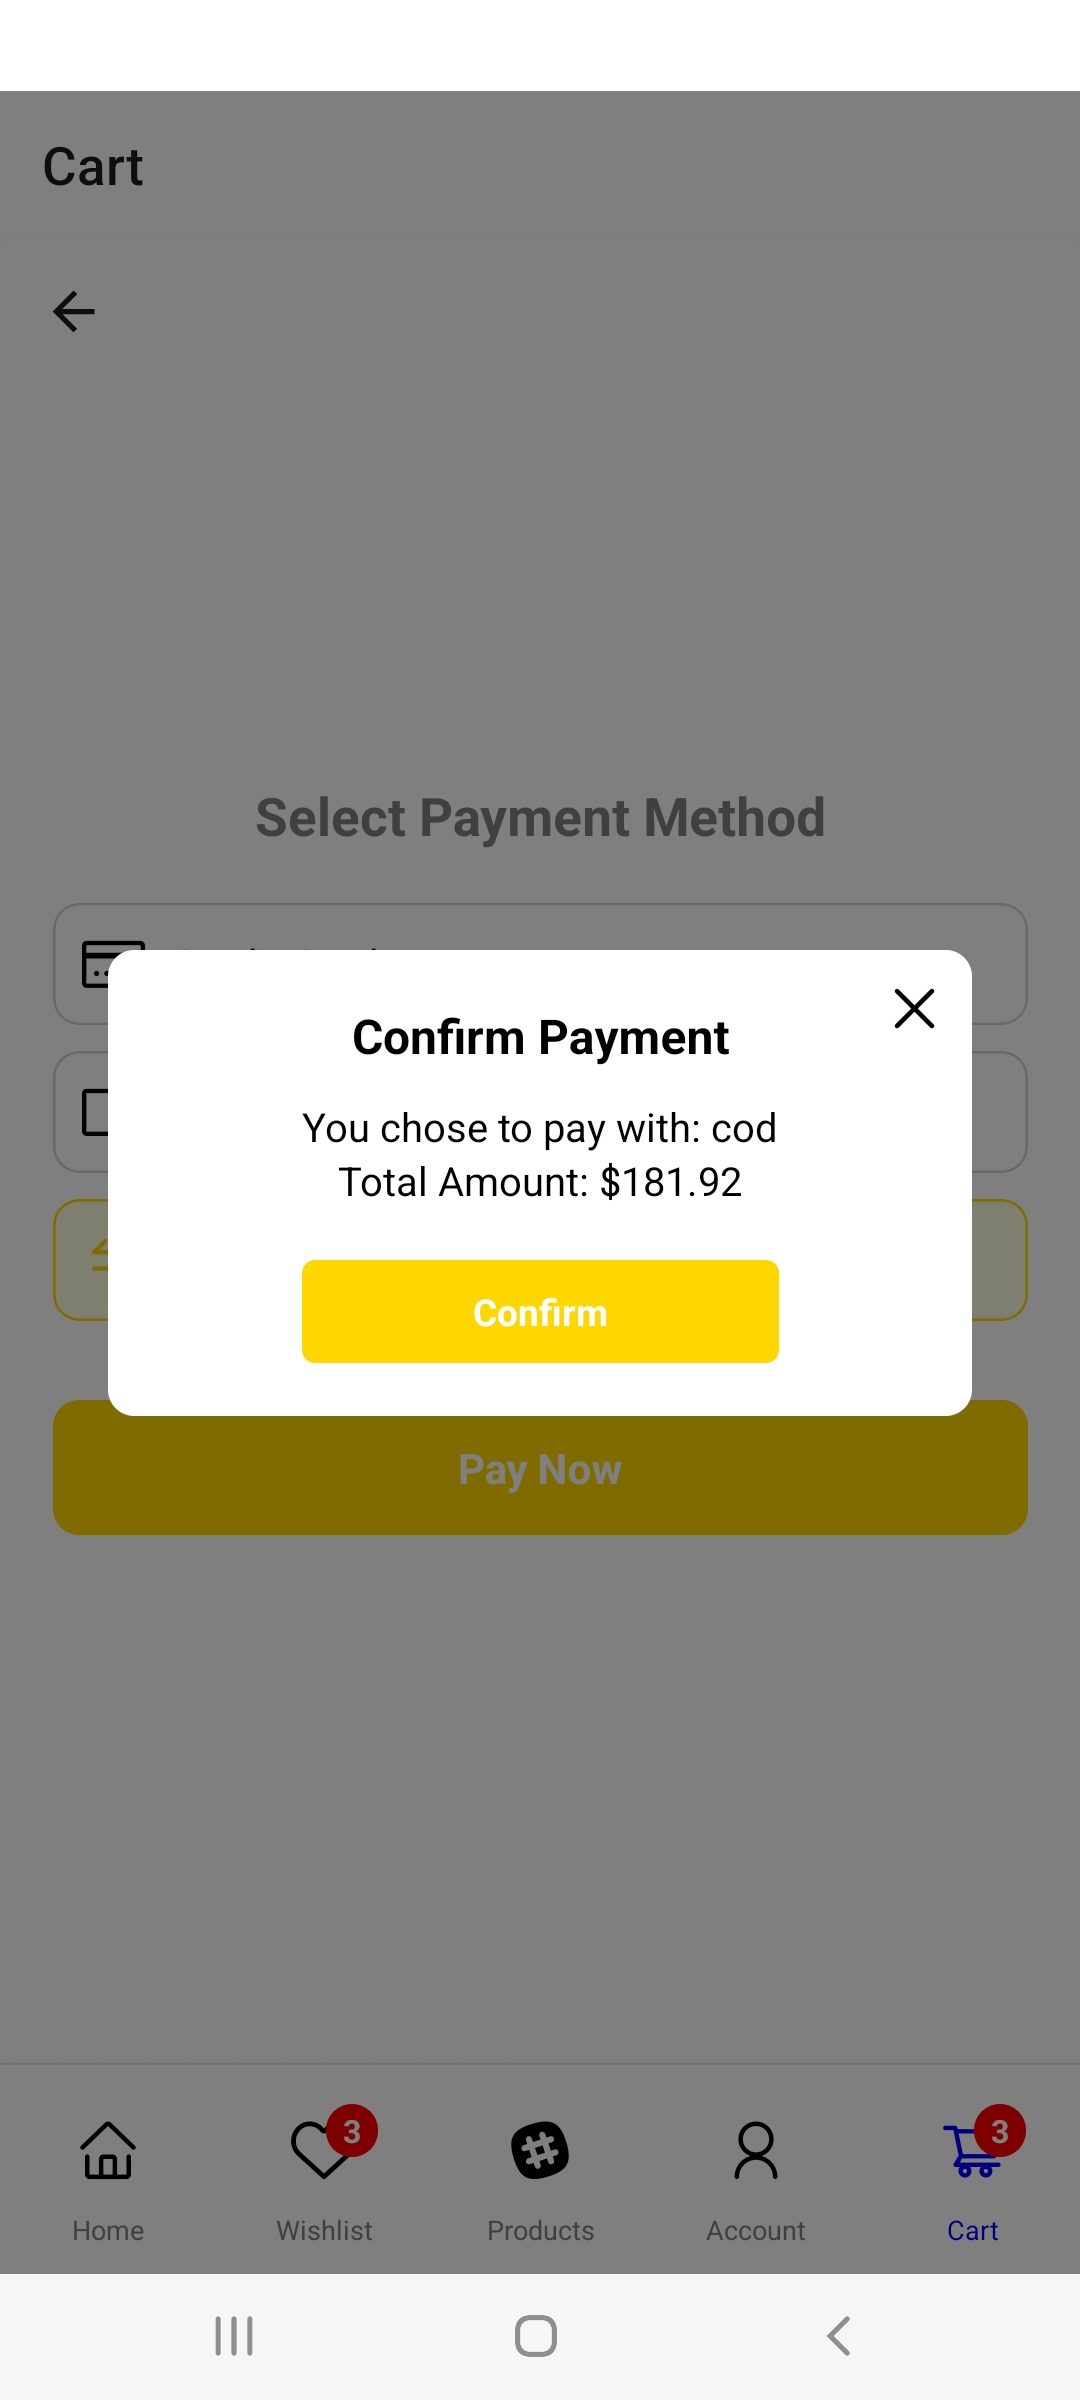 Cart
Select Payment Method
Confirm Payment
You chose to pay with: cod
Total Amount: $181.92
Confirm
Pay Now
3
3
Home
Wishlist
Products
Account
Cart